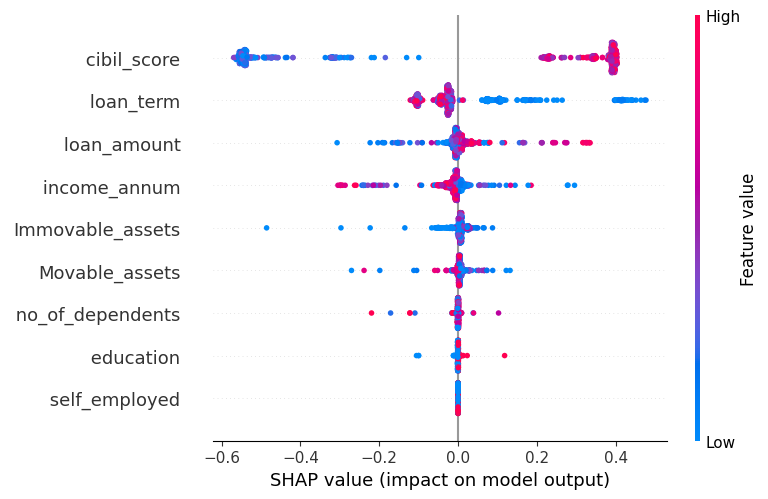 High
cibil_score
loan_term
loan_amount
income_annum
Immovable_assets
Movable_assets
no_of_dependents
education
self_employed
Feature value
Low
−0.6 −0.4 −0.2 0.0 0.2 0.4
SHAP value (impact on model output)